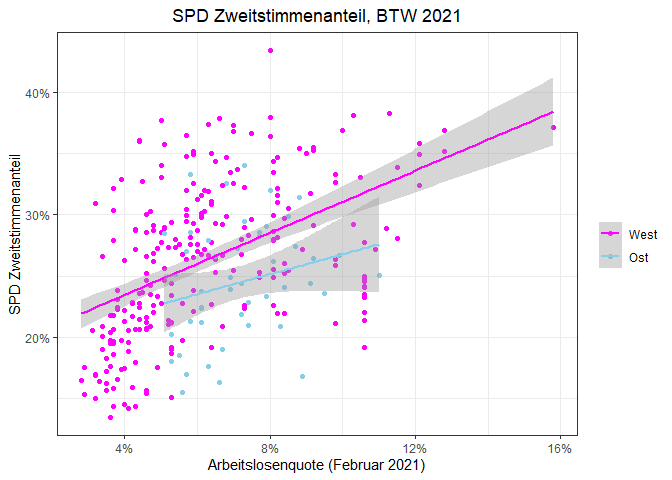 SPD Zweitstimmenanteil, BTW 2021
SPD Zweitstimmenanteil
40%
30%
20%
4%
8%
12%
16%
Arbeitslosenquote (Februar 2021)
West
Ost